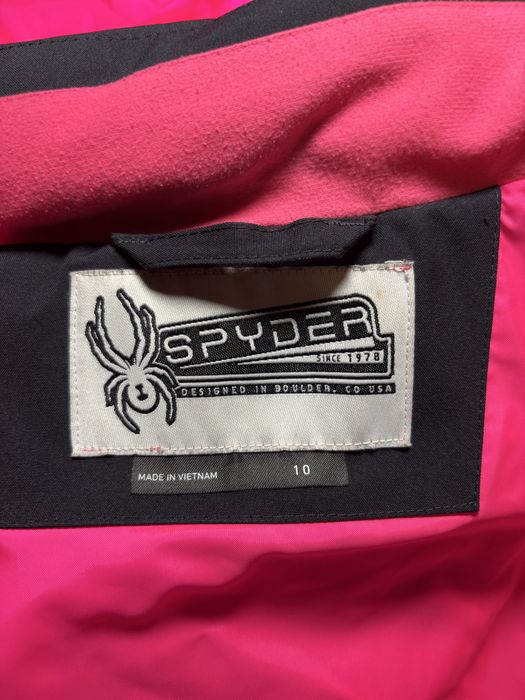 SPYDER
SINCE 1978
DESIGNED IN BOULDER, CO USA
MADE IN VIETNAM 10